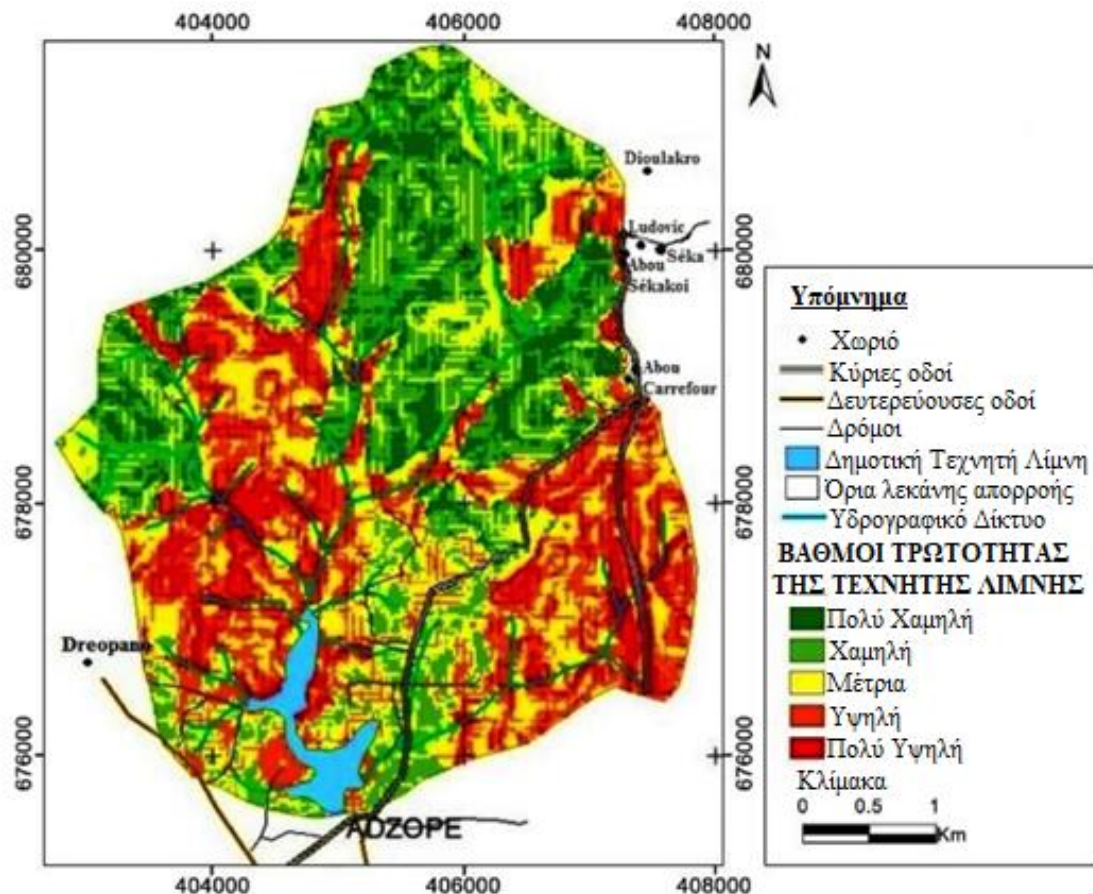 404000 406000 408000
N
Dioulakro
680000
Ludovic
Séka
Abou
Sékakoi
680000
Abou
Carrefour
678000
678000
Dreopano
676000
676000
ADZOPE
404000 406000 408000
Υπόμνημα
Χωριό
Κύριες οδοί
Δευτερεύουσες οδοί
Δρόμοι
Δημοτική Τεχνητή Λίμνη
Όρια λεκάνης απορροής
Υδρογραφικό Δίκτυο
ΒΑΘΜΟΙ ΤΡΩΤΟΤΗΤΑΣ
ΤΗΣ ΤΕΧΝΗΤΗΣ ΛΙΜΝΗΣ
Πολύ Χαμηλή
Χαμηλή
Μέτρια
Υψηλή
Πολύ Υψηλή
Κλίμακα
0 0.5 1
Km